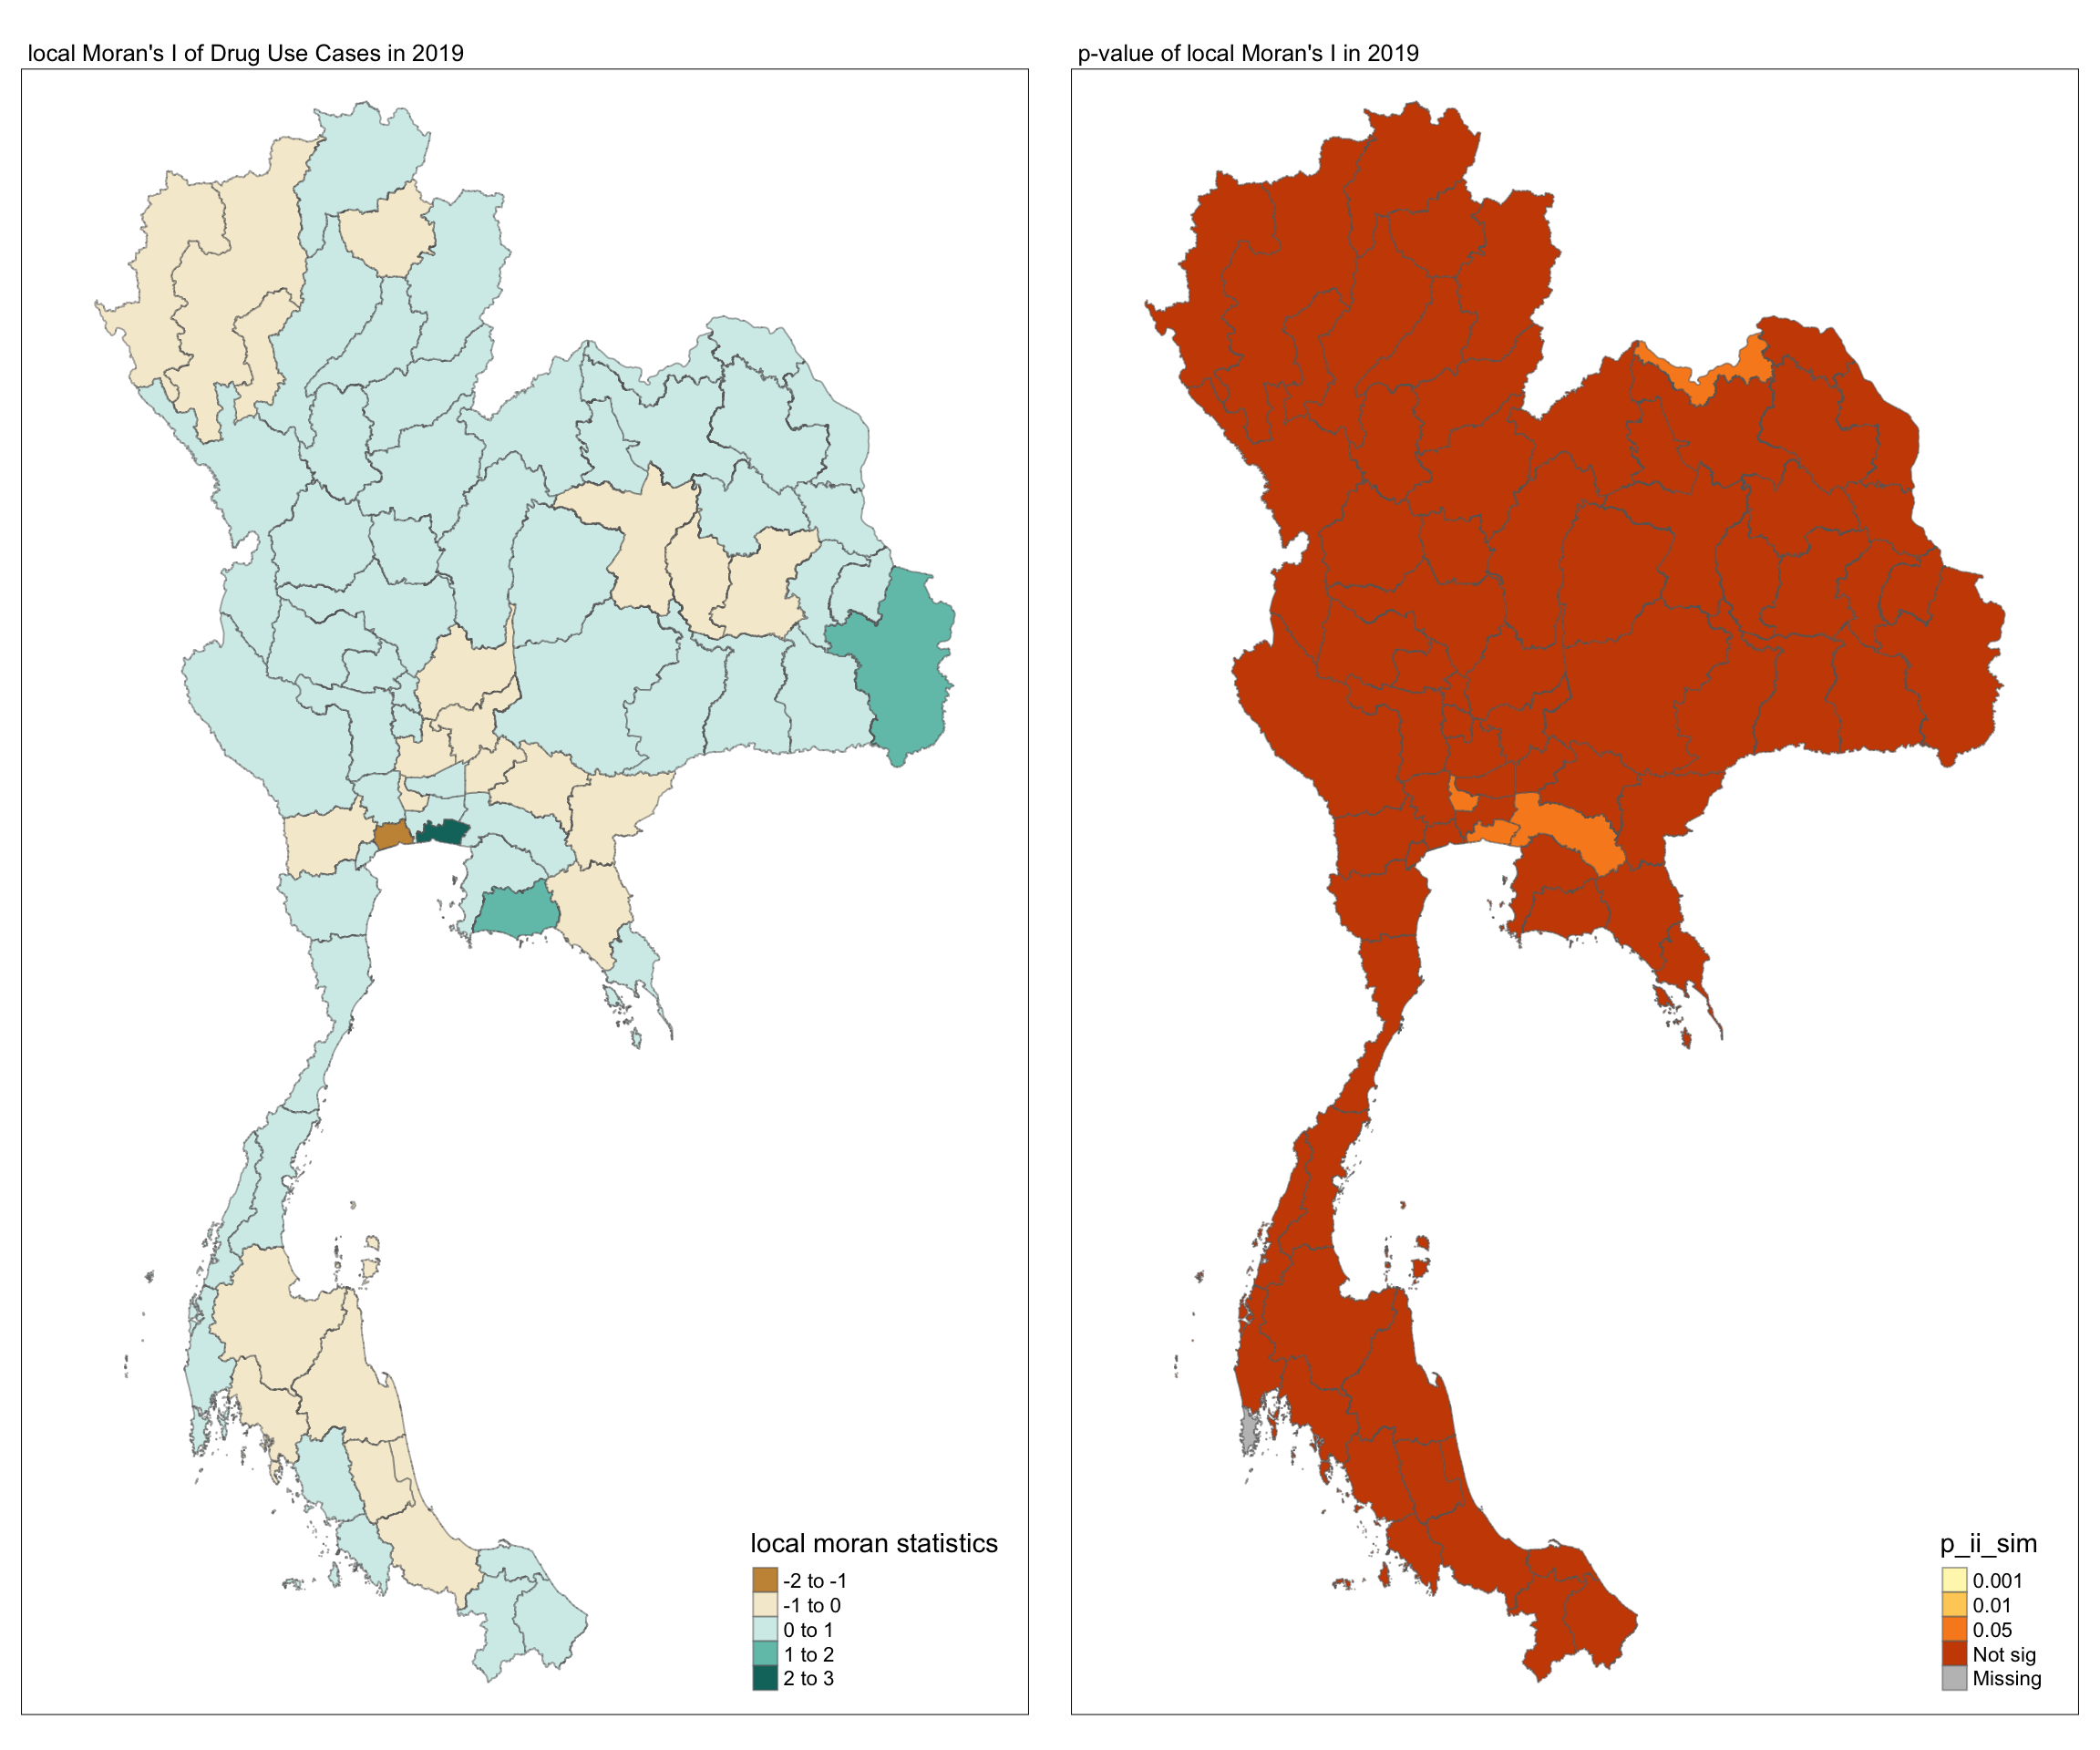 local Moran's I of Drug Use Cases in 2019
local moran statistics
-2 to -1
-1 to 0
0 to 1
1 to 2
2 to 3
p-value of local Moran's I in 2019
p_ii_sim
0.001
0.01
0.05
Not sig
Missing